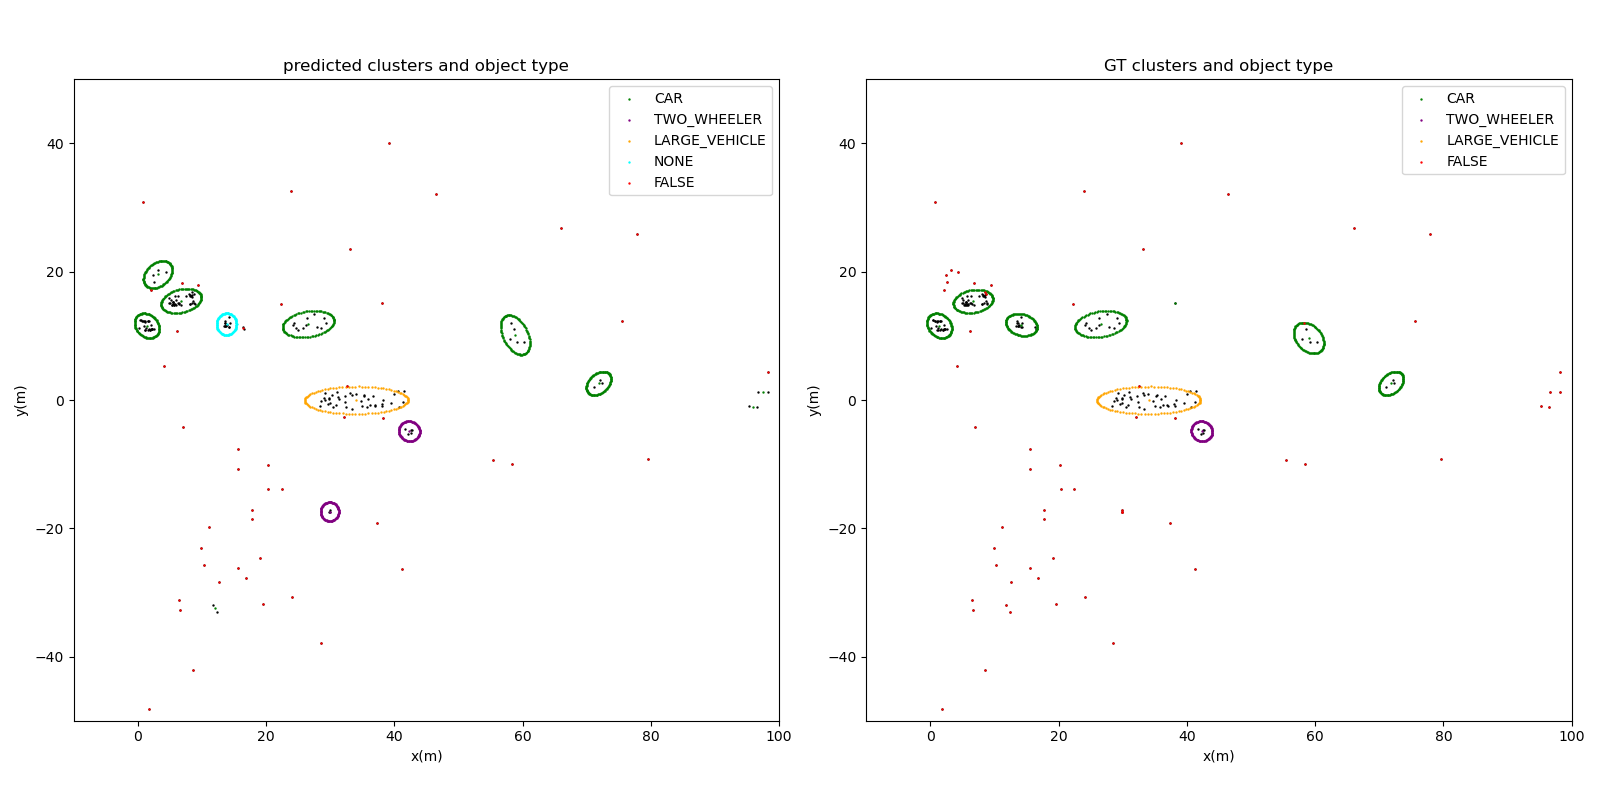 predicted clusters and object type
CAR
TWO_WHEELER
LARGE_VEHICLE
NONE
FALSE
40
20
0
−20
−40
y(m)
0 20 40 60 80 100
x(m)
GT clusters and object type
CAR
TWO_WHEELER
LARGE_VEHICLE
FALSE
40
20
0
−20
−40
y(m)
0 20 40 60 80 100
x(m)